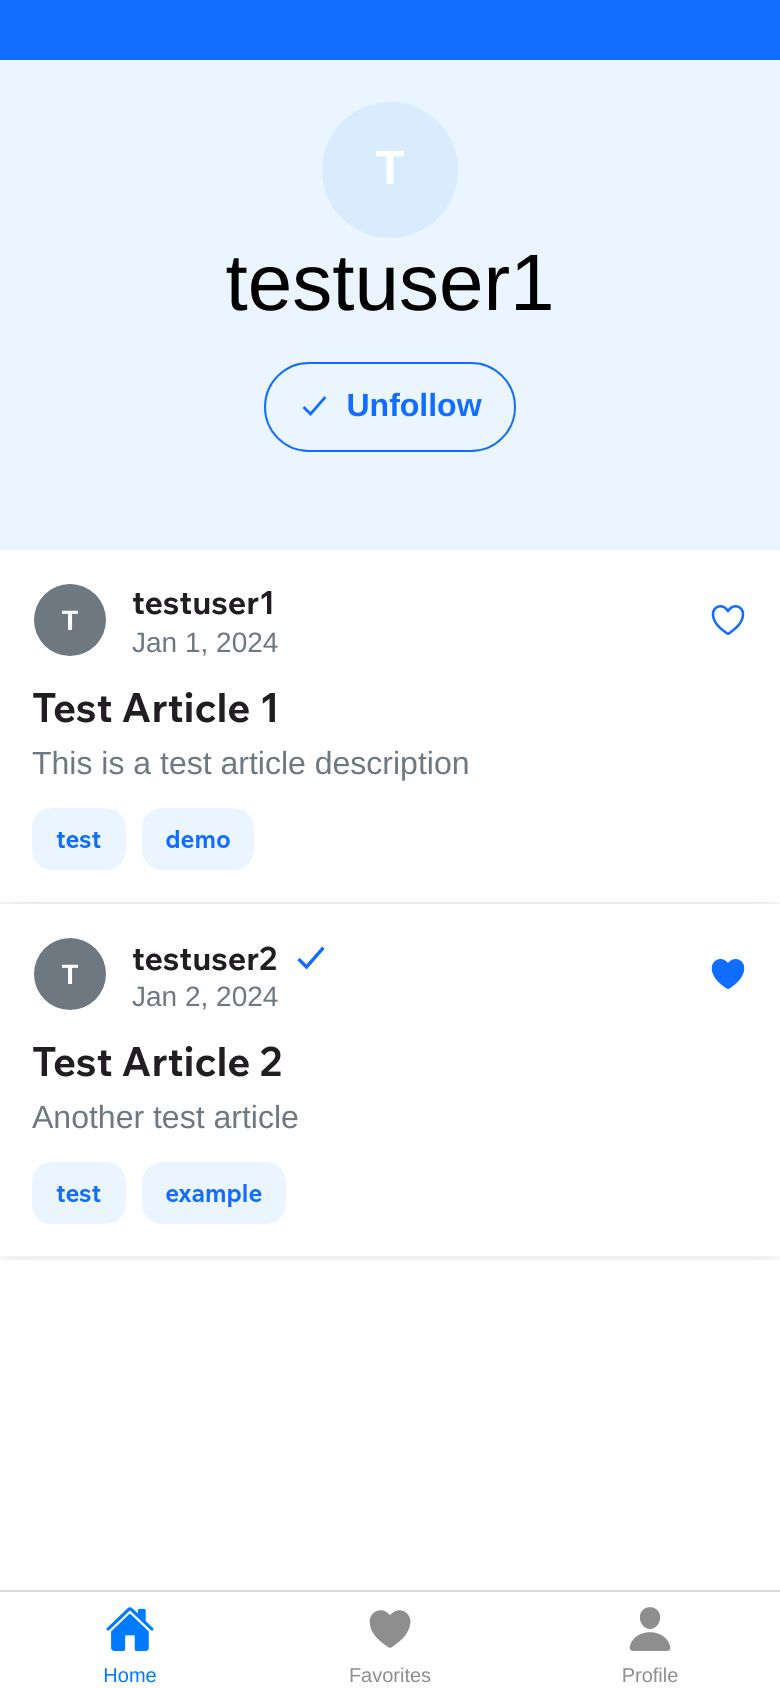 T
testuser1
Unfollow
T
testuser1
Jan 1, 2024
Test Article 1
This is a test article description
test demo
T
testuser2
Jan 2, 2024
Test Article 2
Another test article
test example
Home Favorites Profile